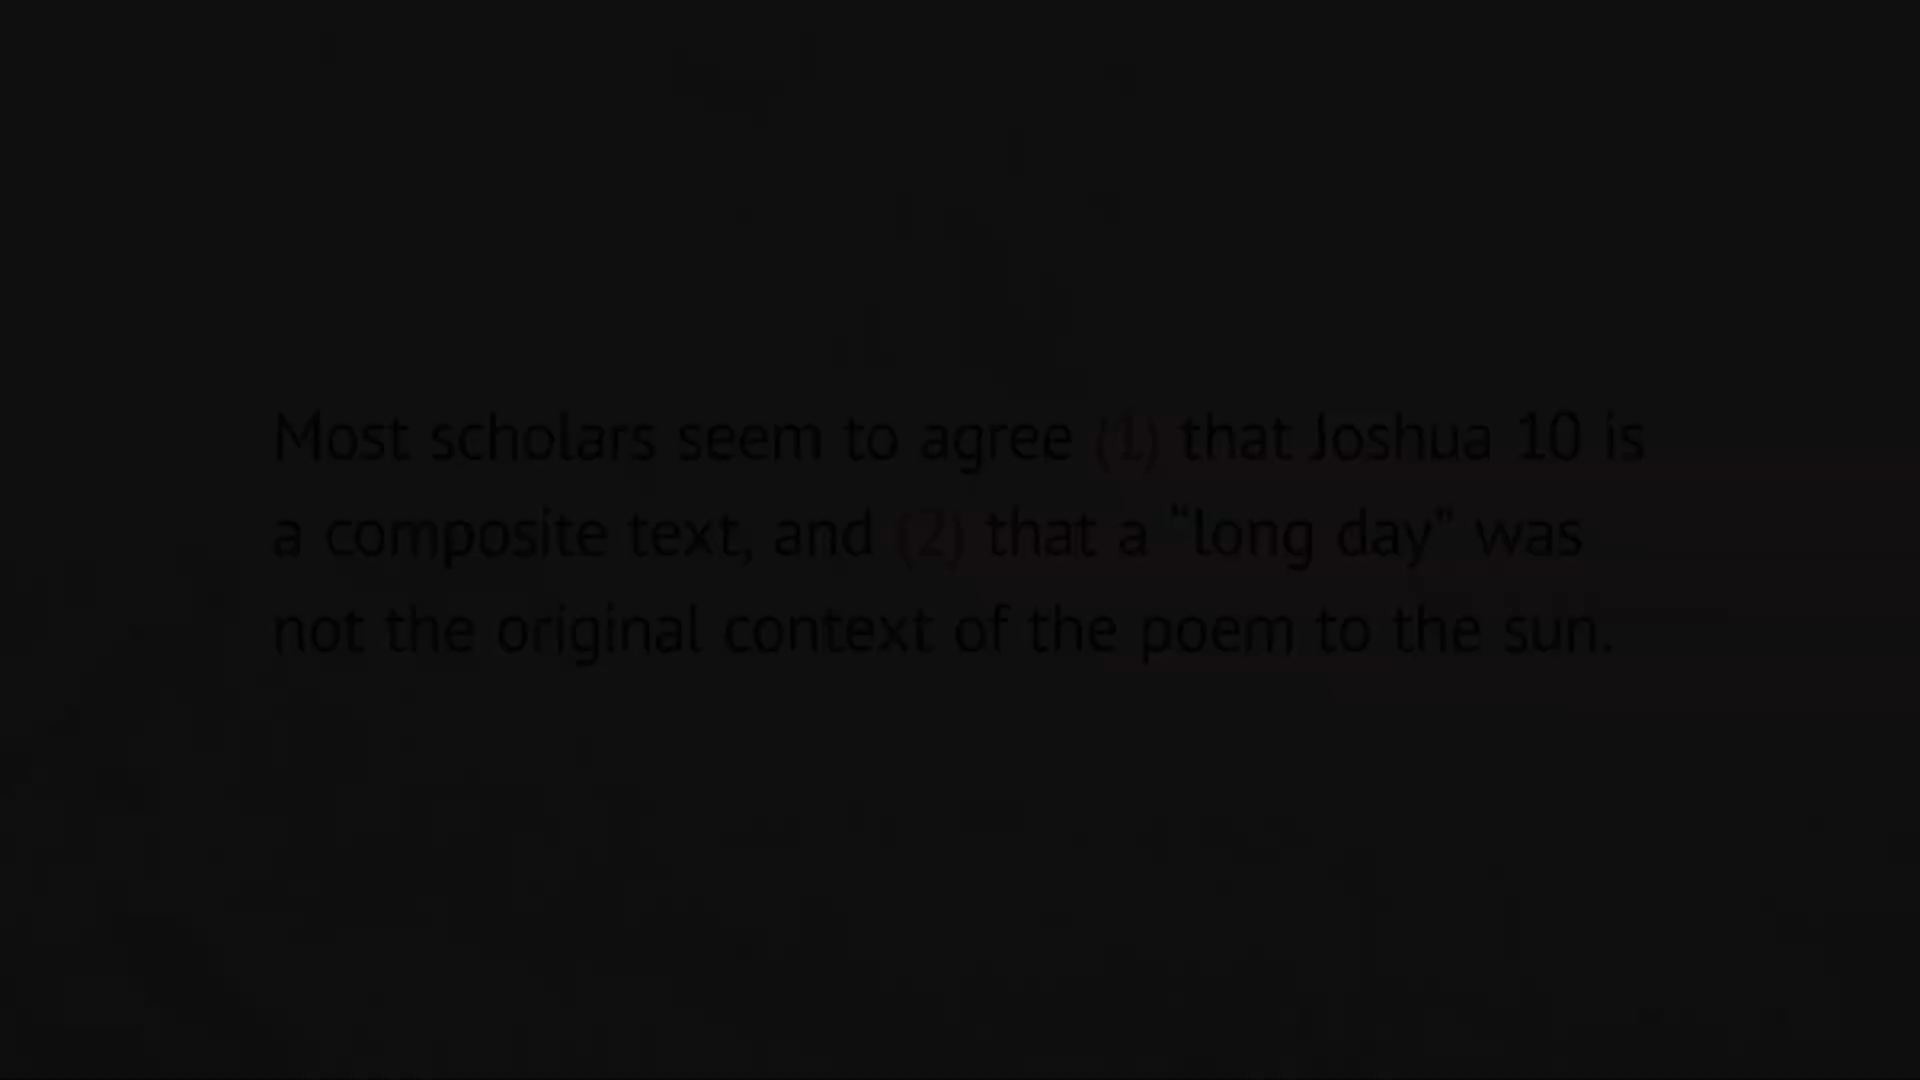 Most scholars seem to agree (1) that Joshua 10 is
a composite text, and (2) that a "long day" was
not the original context of the poem to the sun.